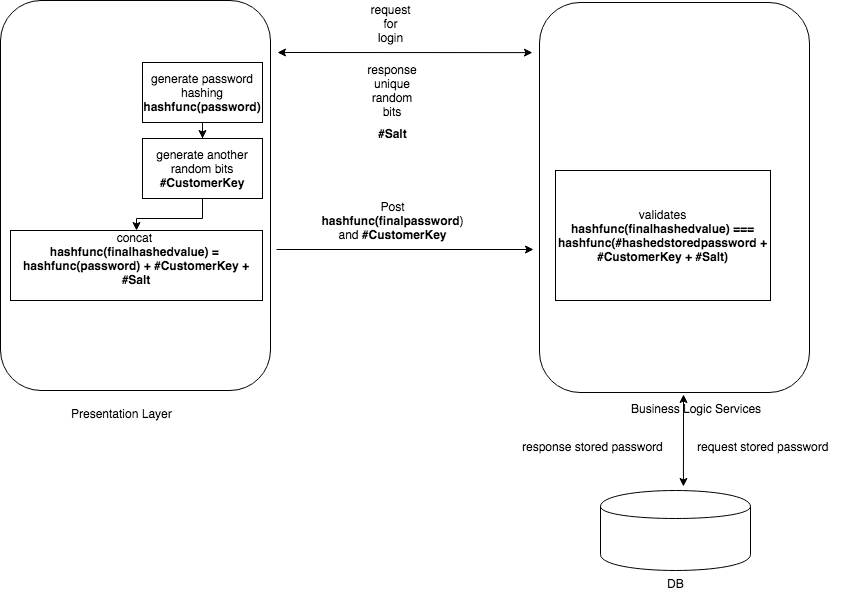 request
for
login
response
unique
random
bits
#Salt
generate password
hashing
hashfunc(password)
generate another
random bits
#CustomerKey
concat
hashfunc(finalhashedvalue) =
hashfunc(password) + #CustomerKey +
#Salt
Post
hashfunc(finalpassword)
and #CustomerKey
validates
hashfunc(finalhashedvalue) ===
hashfunc(#hashedstoredpassword +
#CustomerKey + #Salt)
Presentation Layer
Business Logic Services
response stored password
request stored password
DB